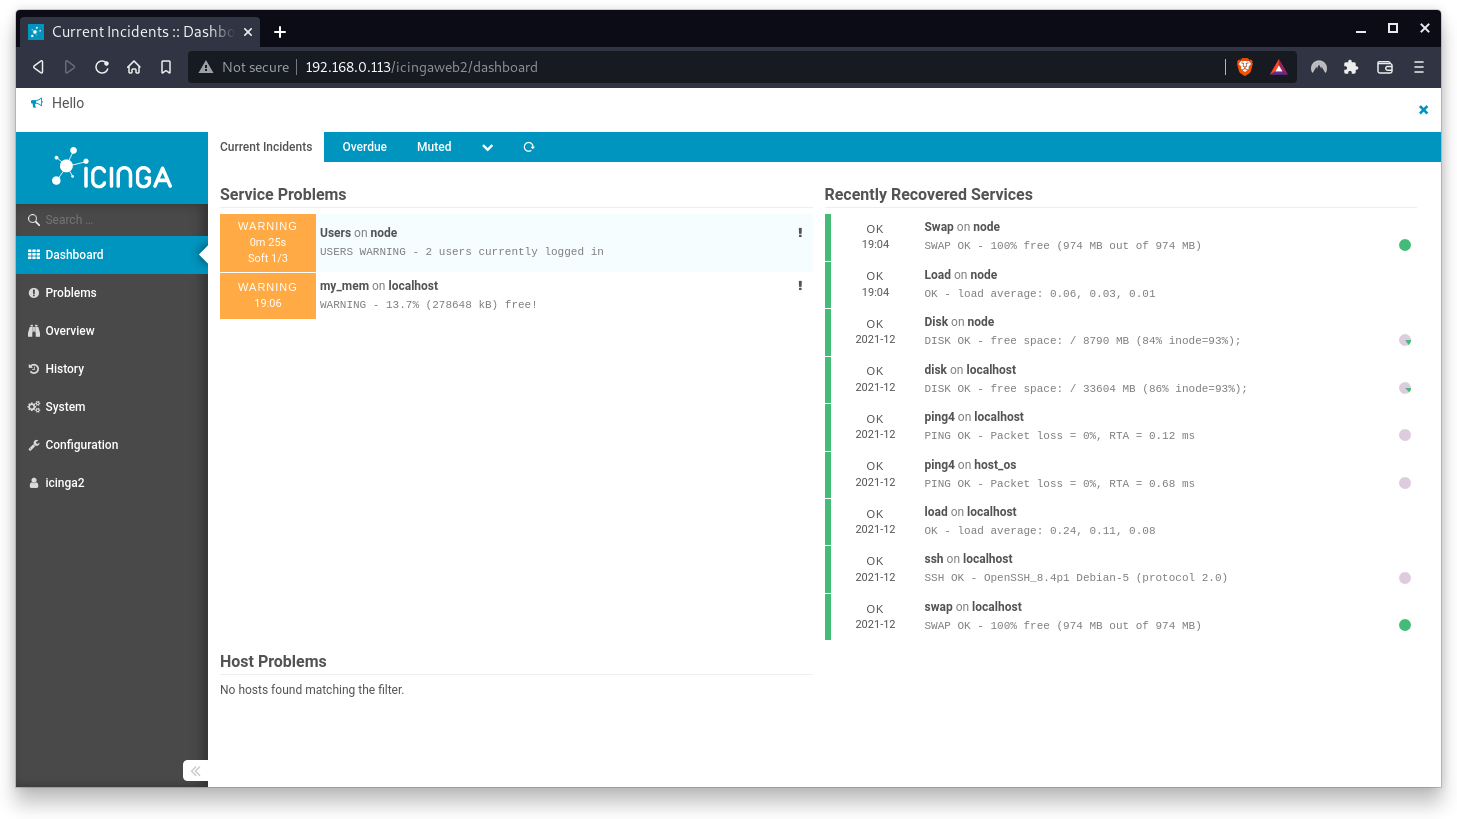 Current Incidents :: Dashbo
Not secure 192.168.0.113/icingaweb2/dashboard
Hello
ICINGA
Search ...
Dashboard
Problems
Overview
History
System
Configuration
icinga2
Current Incidents Overdue Muted
Service Problems
WARNING
0m 25s
Soft 1/3
Users on node
USERS WARNING - 2 users currently logged in
WARNING
19:06
my_mem on localhost
WARNING - 13.7% (278648 kB) free!
Host Problems
No hosts found matching the filter.
Recently Recovered Services
OK
19:04
Swap on node
SWAP OK - 100% free (974 MB out of 974 MB)
OK
19:04
Load on node
OK - load average: 0.06, 0.03, 0.01
OK
2021-12
Disk on node
DISK OK - free space: / 8790 MB (84% inode=93%);
OK
2021-12
disk on localhost
DISK OK - free space: / 33604 MB (86% inode=93%);
OK
2021-12
ping4 on localhost
PING OK - Packet loss = 0%, RTA = 0.12 ms
OK
2021-12
ping4 on host_os
PING OK - Packet loss = 0%, RTA = 0.68 ms
OK
2021-12
load on localhost
OK - load average: 0.24, 0.11, 0.08
OK
2021-12
ssh on localhost
SSH OK - OpenSSH_8.4p1 Debian-5 (protocol 2.0)
OK
2021-12
swap on localhost
SWAP OK - 100% free (974 MB out of 974 MB)